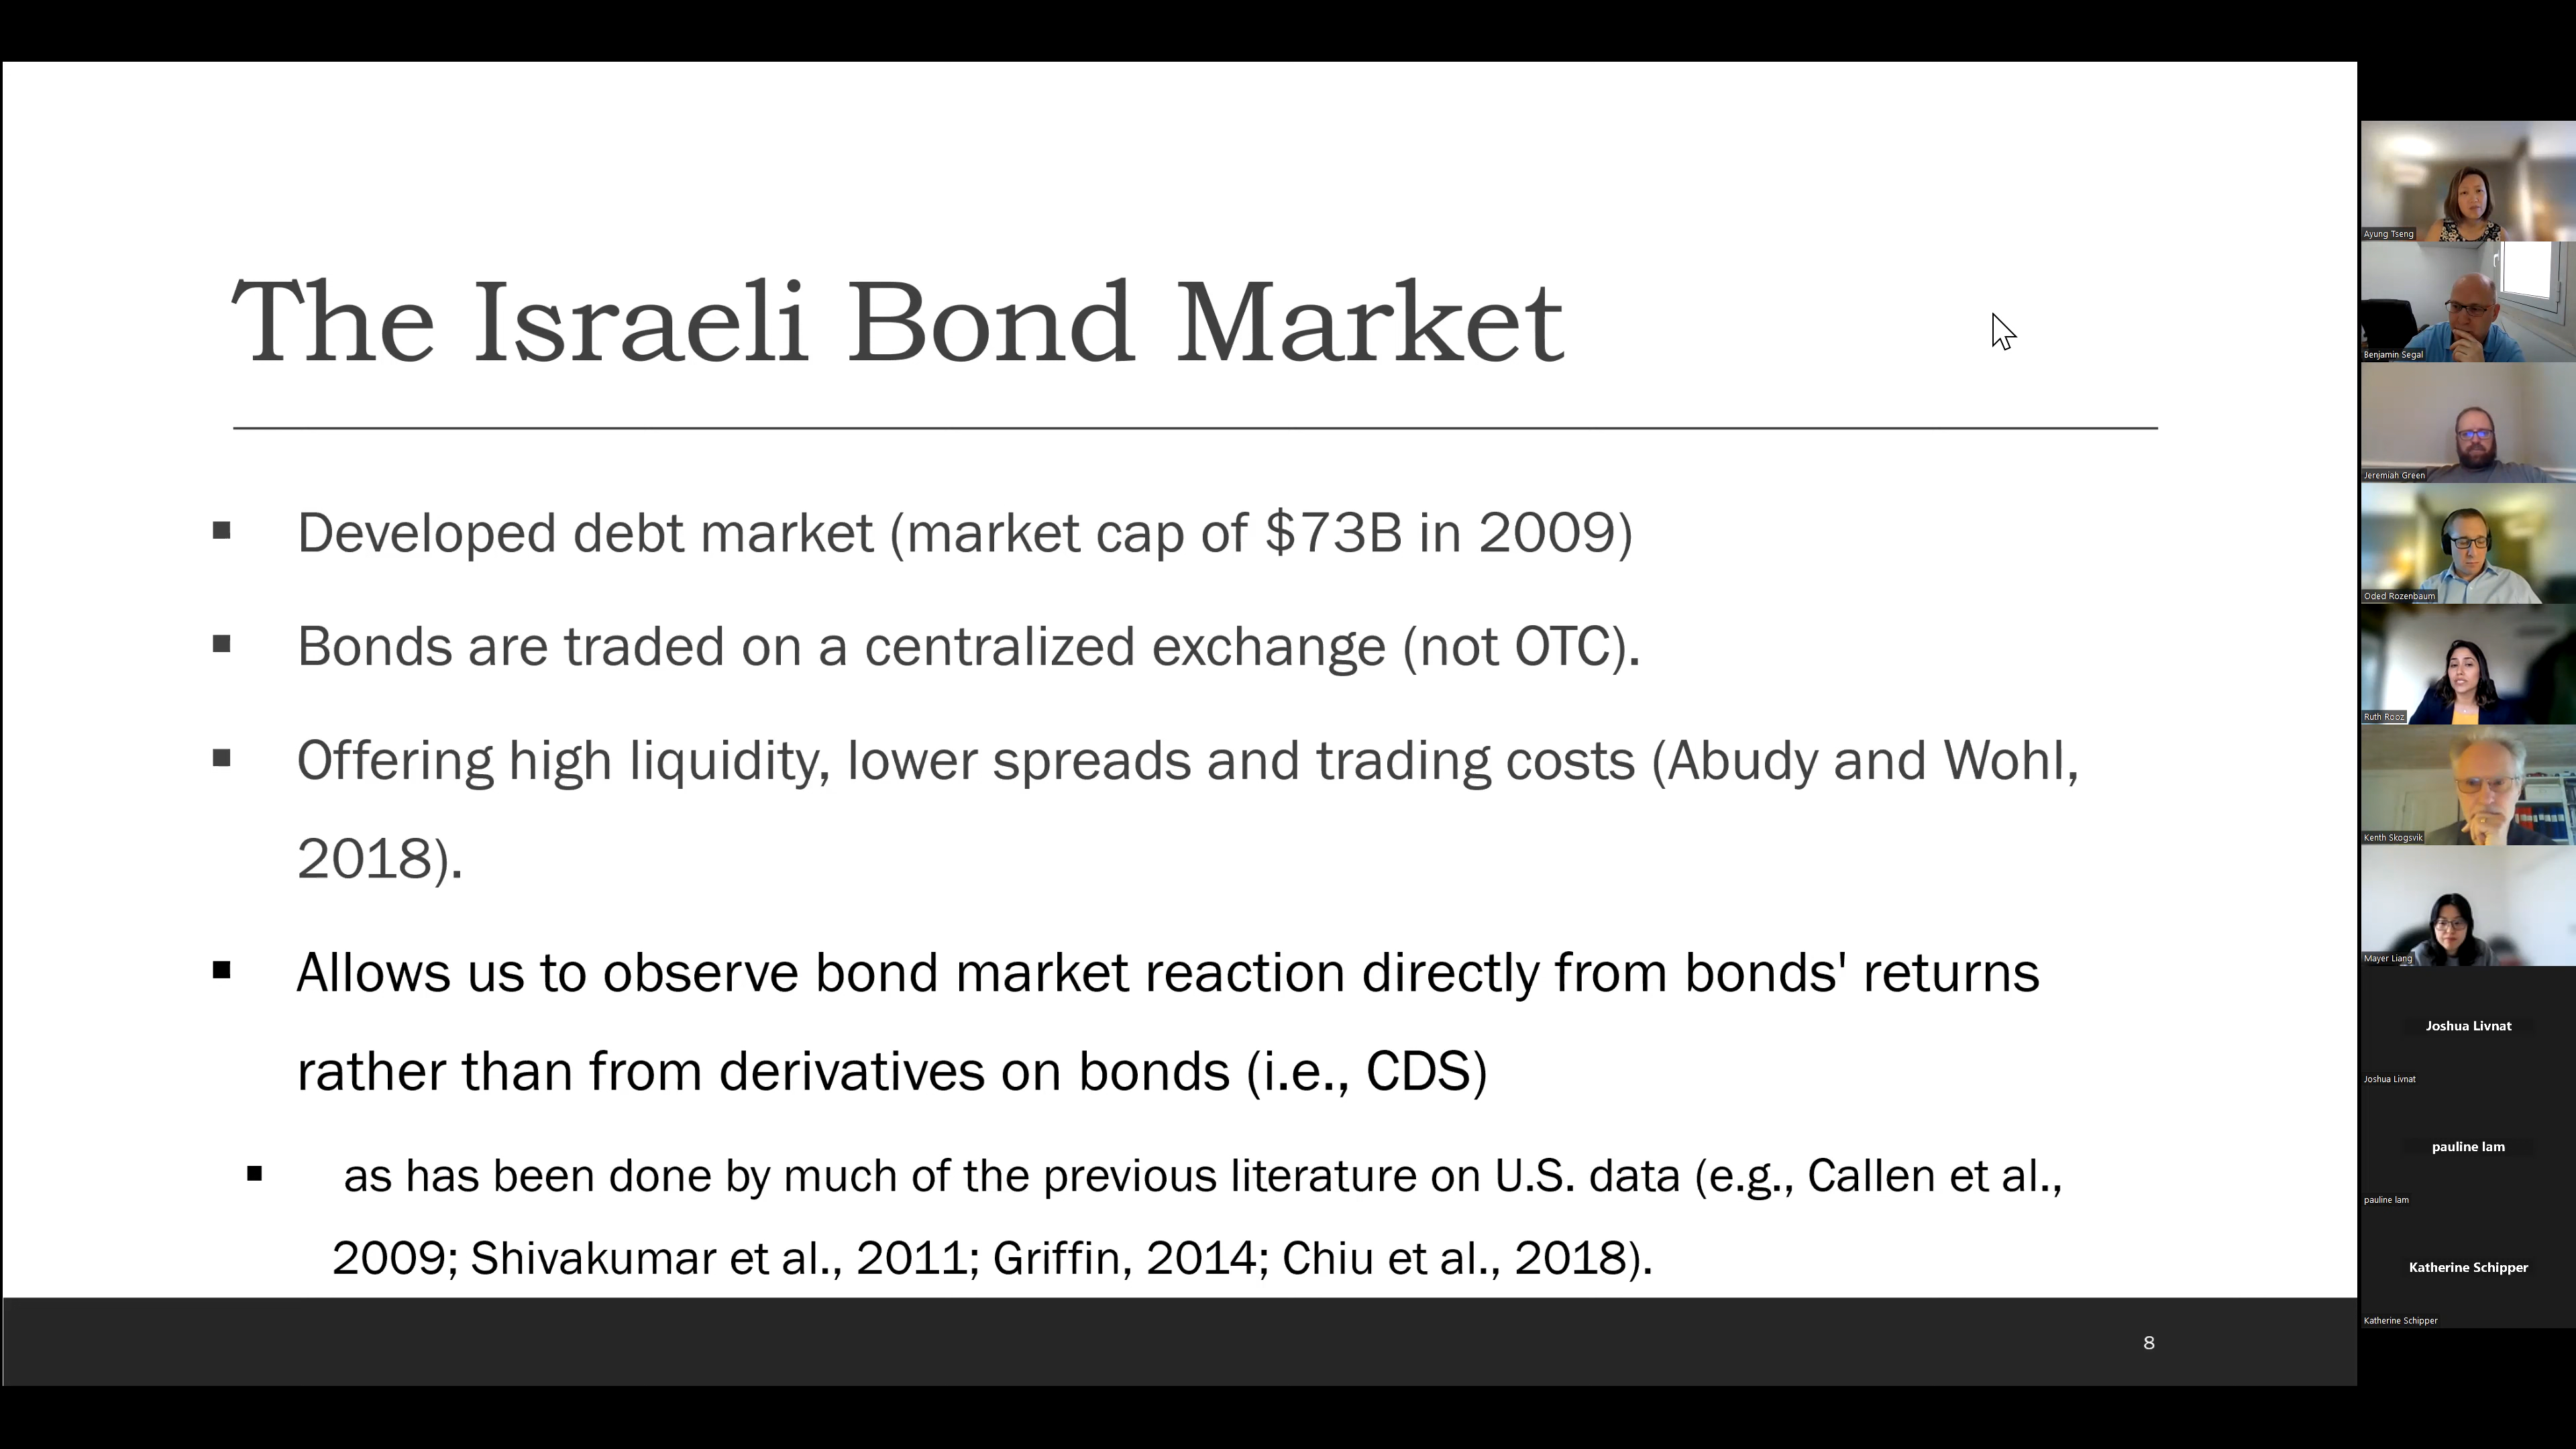 The Israeli Bond Market
▪ Developed debt market (market cap of $73B in 2009)
▪ Bonds are traded on a centralized exchange (not OTC).
▪ Offering high liquidity, lower spreads and trading costs (Abudy and Wohl,
2018).
▪ Allows us to observe bond market reaction directly from bonds' returns
rather than from derivatives on bonds (i.e., CDS)
▪ as has been done by much of the previous literature on U.S. data (e.g., Callen et al.,
2009; Shivakumar et al., 2011; Griffin, 2014; Chiu et al., 2018).
8
Ayung Tseng
Benjamin Segal
Jeremiah Green
Oded Rozenbaum
Ruth Rooz
Kenth Skogsvik
Mayer Liang
Joshua Livnat
Joshua Livnat
pauline lam
pauline lam
Katherine Schipper
Katherine Schipper